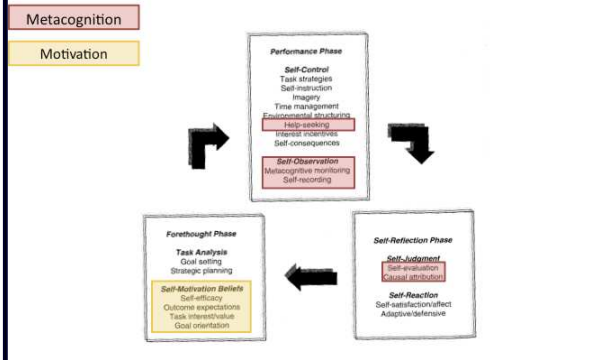 Metacognition
Motivation
Performance Phase
Self-Control
Task strategies
Self-instruction
Imagery
Time management
Environmental structuring
Help-seeking
Interest incentives
Self-consequences
Self-Observation
Metacognitive monitoring
Self-recording
Forethought Phase
Task Analysis
Goal setting
Strategic planning
Self-Motivation Beliefs
Self-efficacy
Outcome expectations
Task interest/value
Goal orientation
Self-Reflection Phase
Self-Judgment
Self-evaluation
Causal attribution
Self-Reaction
Self-satisfaction/affect
Adaptive/defensive